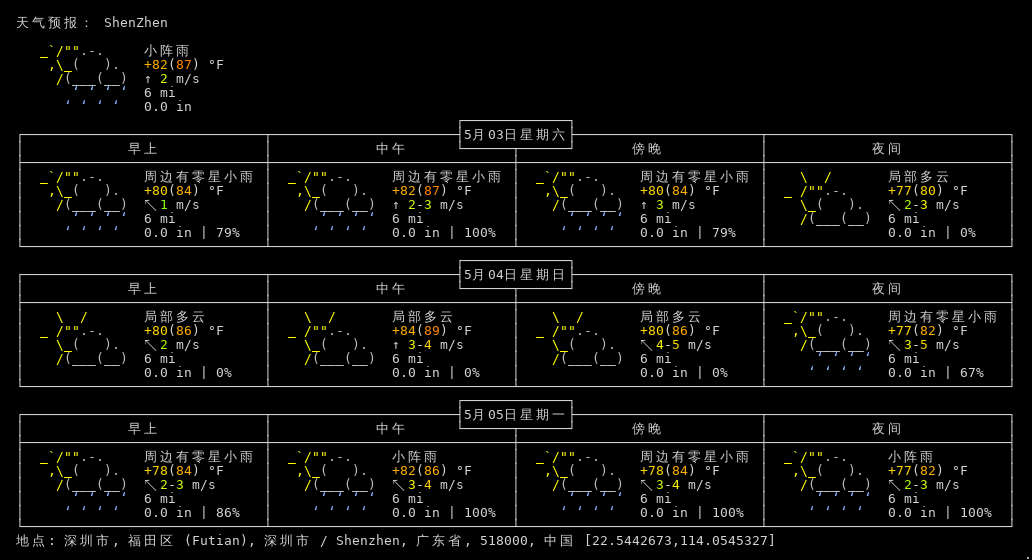 天气预报： ShenZhen
小阵雨
+82(87) °F
↑ 2 m/s
6 mi
0.0 in
5月03日星期六
早上 中午 傍晚 夜间
周边有零星小雨 周边有零星小雨 周边有零星小雨 局部多云
+80(84) °F +82(87) °F +80(84) °F +77(80) °F
↖ 1 m/s ↑ 2-3 m/s ↑ 3 m/s ↖ 2-3 m/s
6 mi 6 mi 6 mi 6 mi
0.0 in | 79% 0.0 in | 100% 0.0 in | 79% 0.0 in | 0%
5月04日星期日
早上 中午 傍晚 夜间
局部多云 局部多云 局部多云 周边有零星小雨
+80(86) °F +84(89) °F +80(86) °F +77(82) °F
↖ 2 m/s ↑ 3-4 m/s ↖ 4-5 m/s ↖ 3-5 m/s
6 mi 6 mi 6 mi 6 mi
0.0 in | 0% 0.0 in | 0% 0.0 in | 0% 0.0 in | 67%
5月05日星期一
早上 中午 傍晚 夜间
周边有零星小雨 小阵雨 周边有零星小雨 小阵雨
+78(84) °F +82(86) °F +78(84) °F +77(82) °F
↖ 2-3 m/s ↖ 3-4 m/s ↖ 3-4 m/s ↖ 2-3 m/s
6 mi 6 mi 6 mi 6 mi
0.0 in | 86% 0.0 in | 100% 0.0 in | 100% 0.0 in | 100%
地点: 深圳市, 福田区 (Futian), 深圳市 / Shenzhen, 广东省, 518000, 中国 [22.5442673,114.0545327]